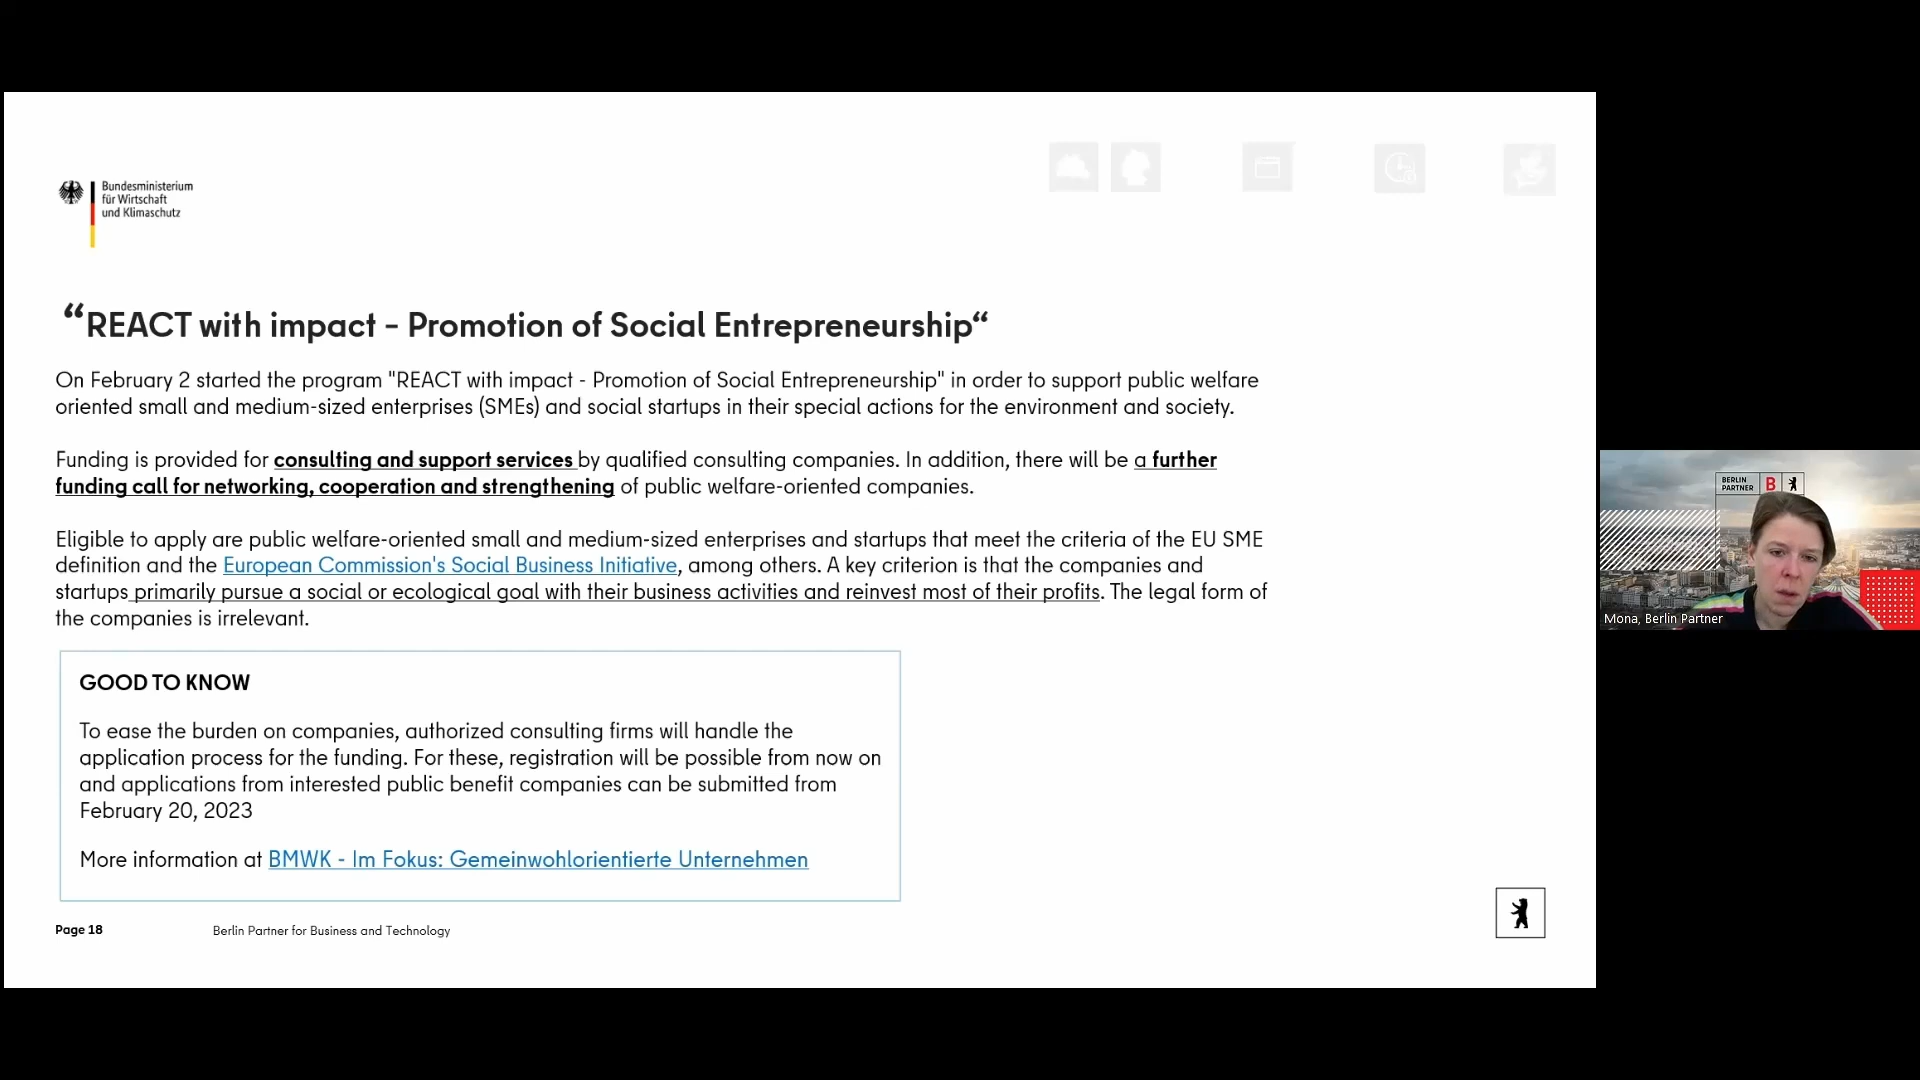 Bundesministerium
für Wirtschaft
und Klimaschutz
“REACT with impact – Promotion of Social Entrepreneurship“
On February 2 started the program "REACT with impact - Promotion of Social Entrepreneurship" in order to support public welfare
oriented small and medium-sized enterprises (SMEs) and social startups in their special actions for the environment and society.
Funding is provided for consulting and support services by qualified consulting companies. In addition, there will be a further
funding call for networking, cooperation and strengthening of public welfare-oriented companies.
Eligible to apply are public welfare-oriented small and medium-sized enterprises and startups that meet the criteria of the EU SME
definition and the European Commission's Social Business Initiative, among others. A key criterion is that the companies and
startups primarily pursue a social or ecological goal with their business activities and reinvest most of their profits. The legal form of
the companies is irrelevant.
GOOD TO KNOW
To ease the burden on companies, authorized consulting firms will handle the
application process for the funding. For these, registration will be possible from now on
and applications from interested public benefit companies can be submitted from
February 20, 2023
More information at BMWK - Im Fokus: Gemeinwohlorientierte Unternehmen
Page 18
Berlin Partner for Business and Technology
BERLIN
PARTNER
B
Mona, Berlin Partner